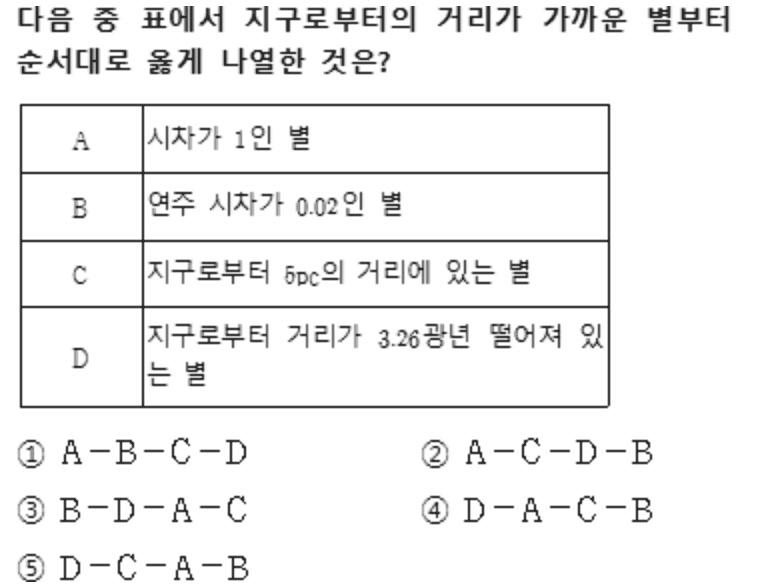 다음 중 표에서 지구로부터의 거리가 가까운 별부터
순서대로 옳게 나열한 것은?
A 시차가 1인 별
B 연주 시차가 0.02인 별
C 지구로부터 5pc의 거리에 있는 별
D 지구로부터 거리가 3.26광년 떨어져 있
는 별
① A-B-C-D ② A-C-D-B
③ B-D-A-C ④ D-A-C-B
⑤ D-C-A-B